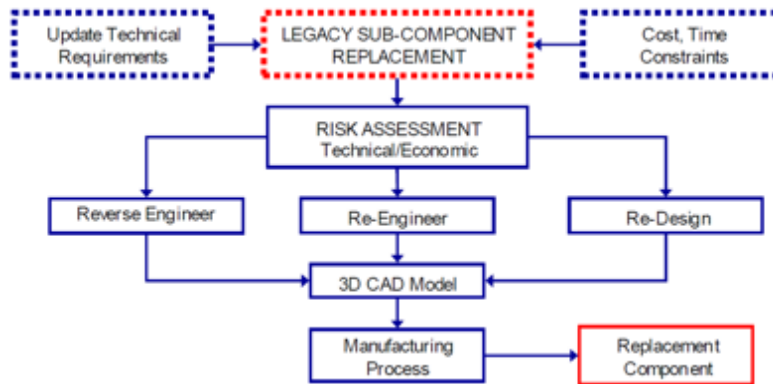 Update Technical
Requirements
LEGACY SUB-COMPONENT
REPLACEMENT
Cost, Time
Constraints
RISK ASSESSMENT
Technical/Economic
Reverse Engineer
Re-Engineer
Re-Design
3D CAD Model
Manufacturing
Process
Replacement
Component